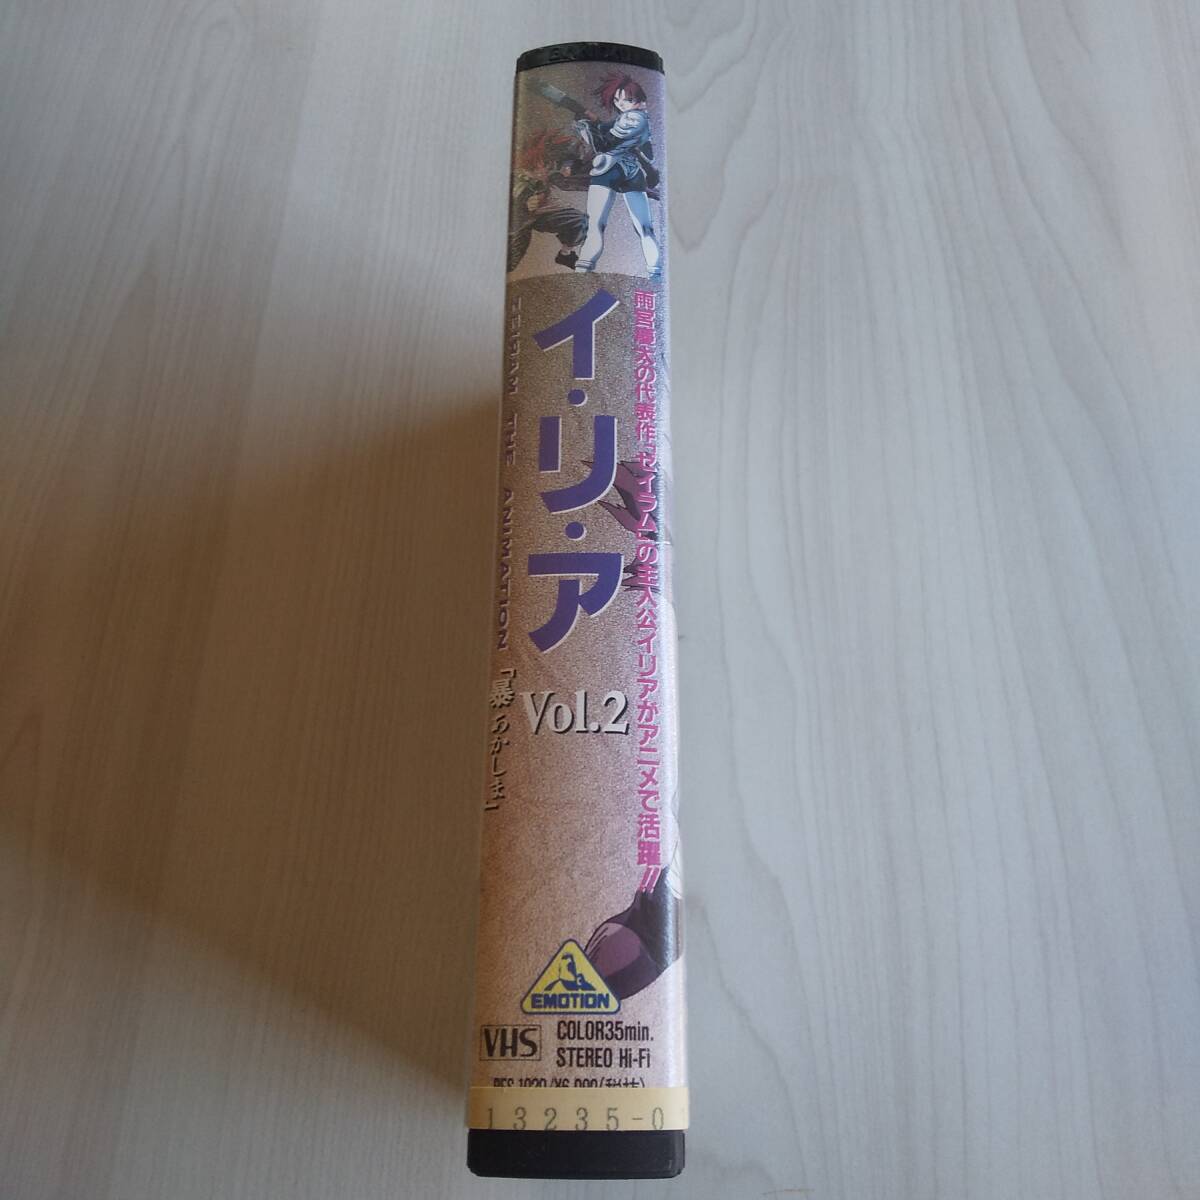 雨宮慶太の代表作「ゼイラム」の主人公イリアがアニメで活躍!!
イ・リ・ア
Vol.2
ZEIRAM THE ANIMATION
「暴 あかしま」
EMOTION
VHS
COLOR35min.
STEREO Hi-Fi
13235-0